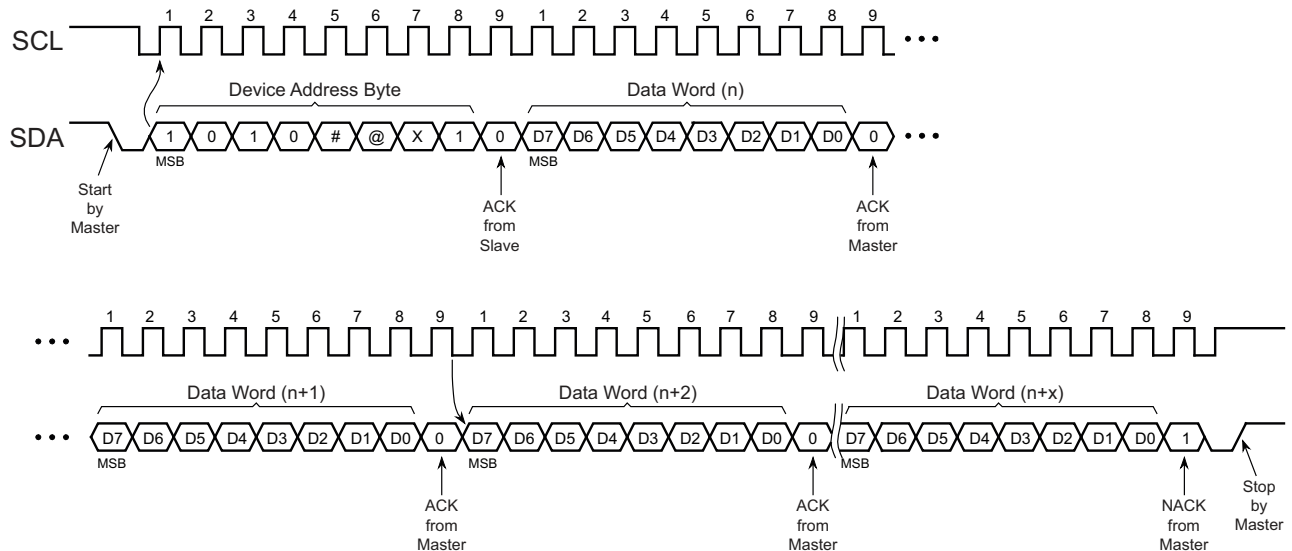 1 2 3 4 5 6 7 8 9 1 2 3 4 5 6 7 8 9
SCL
Device Address Byte Data Word (n)
SDA 1 0 1 0 # @ X 1 0 D7 D6 D5 D4 D3 D2 D1 D0 0
MSB MSB
Start
by
Master
ACK
from
Slave
ACK
from
Master
1 2 3 4 5 6 7 8 9 1 2 3 4 5 6 7 8 9 1 2 3 4 5 6 7 8 9
Data Word (n+1) Data Word (n+2) Data Word (n+x)
D7 D6 D5 D4 D3 D2 D1 D0 0 D7 D6 D5 D4 D3 D2 D1 D0 0 D7 D6 D5 D4 D3 D2 D1 D0 1
MSB MSB MSB
ACK
from
Master
ACK
from
Master
NACK
from
Master
Stop
by
Master